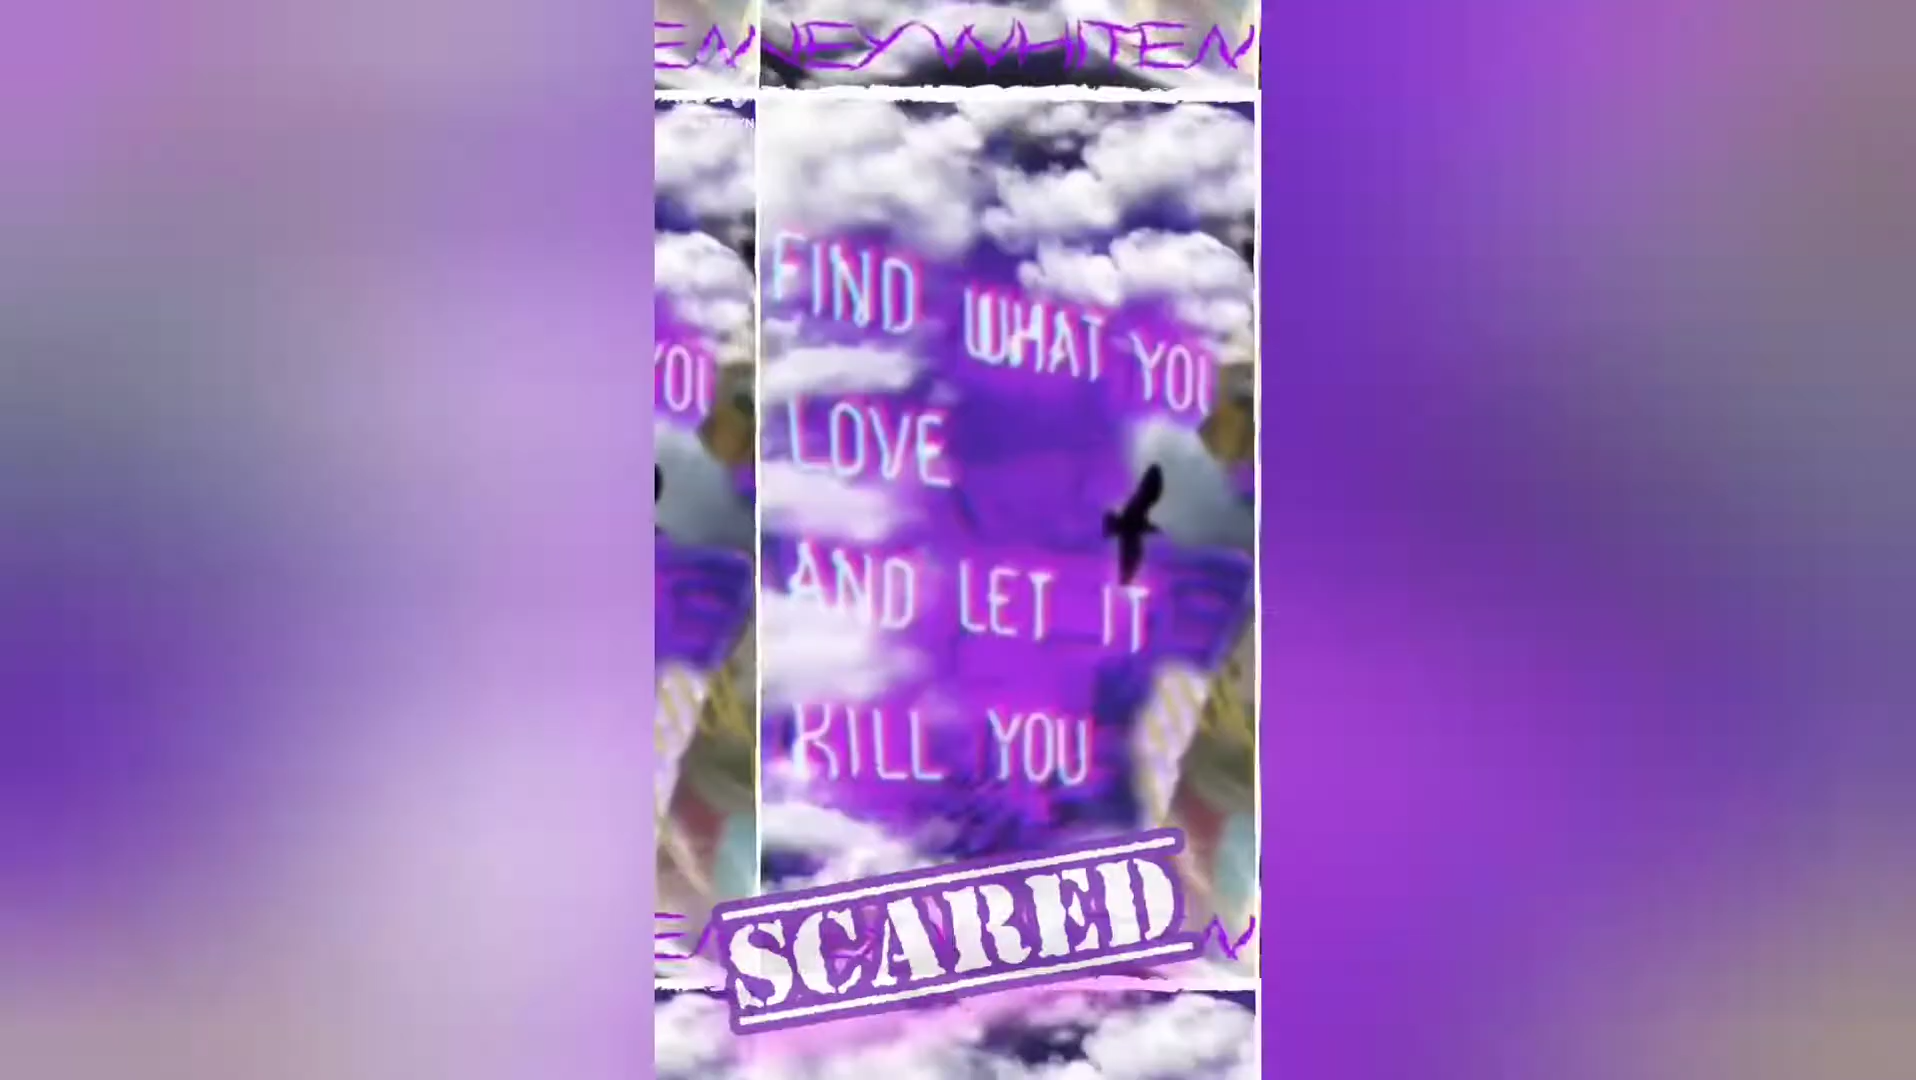 FIND WHAT YOU
LOVE
AND LET IT
KILL YOU
SCARED